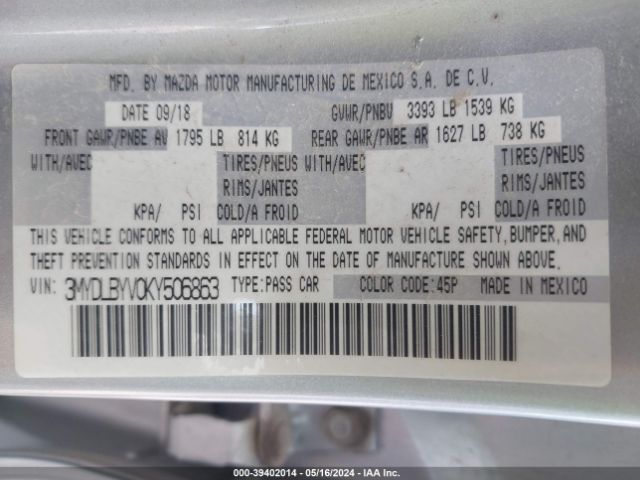 MFD. BY MAZDA MOTOR MANUFACTURING DE MEXICO S.A. DE C.V.
DATE 09/18 GVWR/PNBV 3393 LB 1539 KG
FRONT GAWR/PNBE AV 1795 LB 814 KG REAR GAWR/PNBE AR 1627 LB 738 KG
WITH/AVEC TIRES/PNEUS WITH/AVEC TIRES/PNEUS
RIMS/JANTES RIMS/JANTES
KPA/ PSI COLD/A FROID KPA/ PSI COLD/A FROID
THIS VEHICLE CONFORMS TO ALL APPLICABLE FEDERAL MOTOR VEHICLE SAFETY, BUMPER, AND
THEFT PREVENTION STANDARDS IN EFFECT ON THE DATE OF MANUFACTURE SHOWN ABOVE.
VIN: 3MYDLBYV0KY506863 TYPE:PASS CAR COLOR CODE:45P MADE IN MEXICO
000-39402014 - 05/16/2024 - IAA Inc.